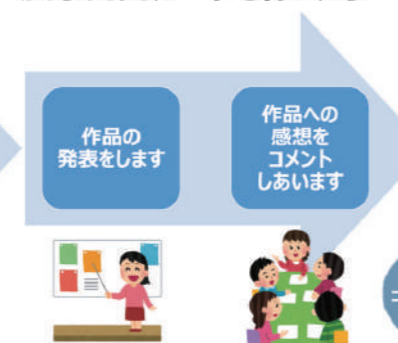 作品の
発表をします
作品への
感想を
コメント
しあいます